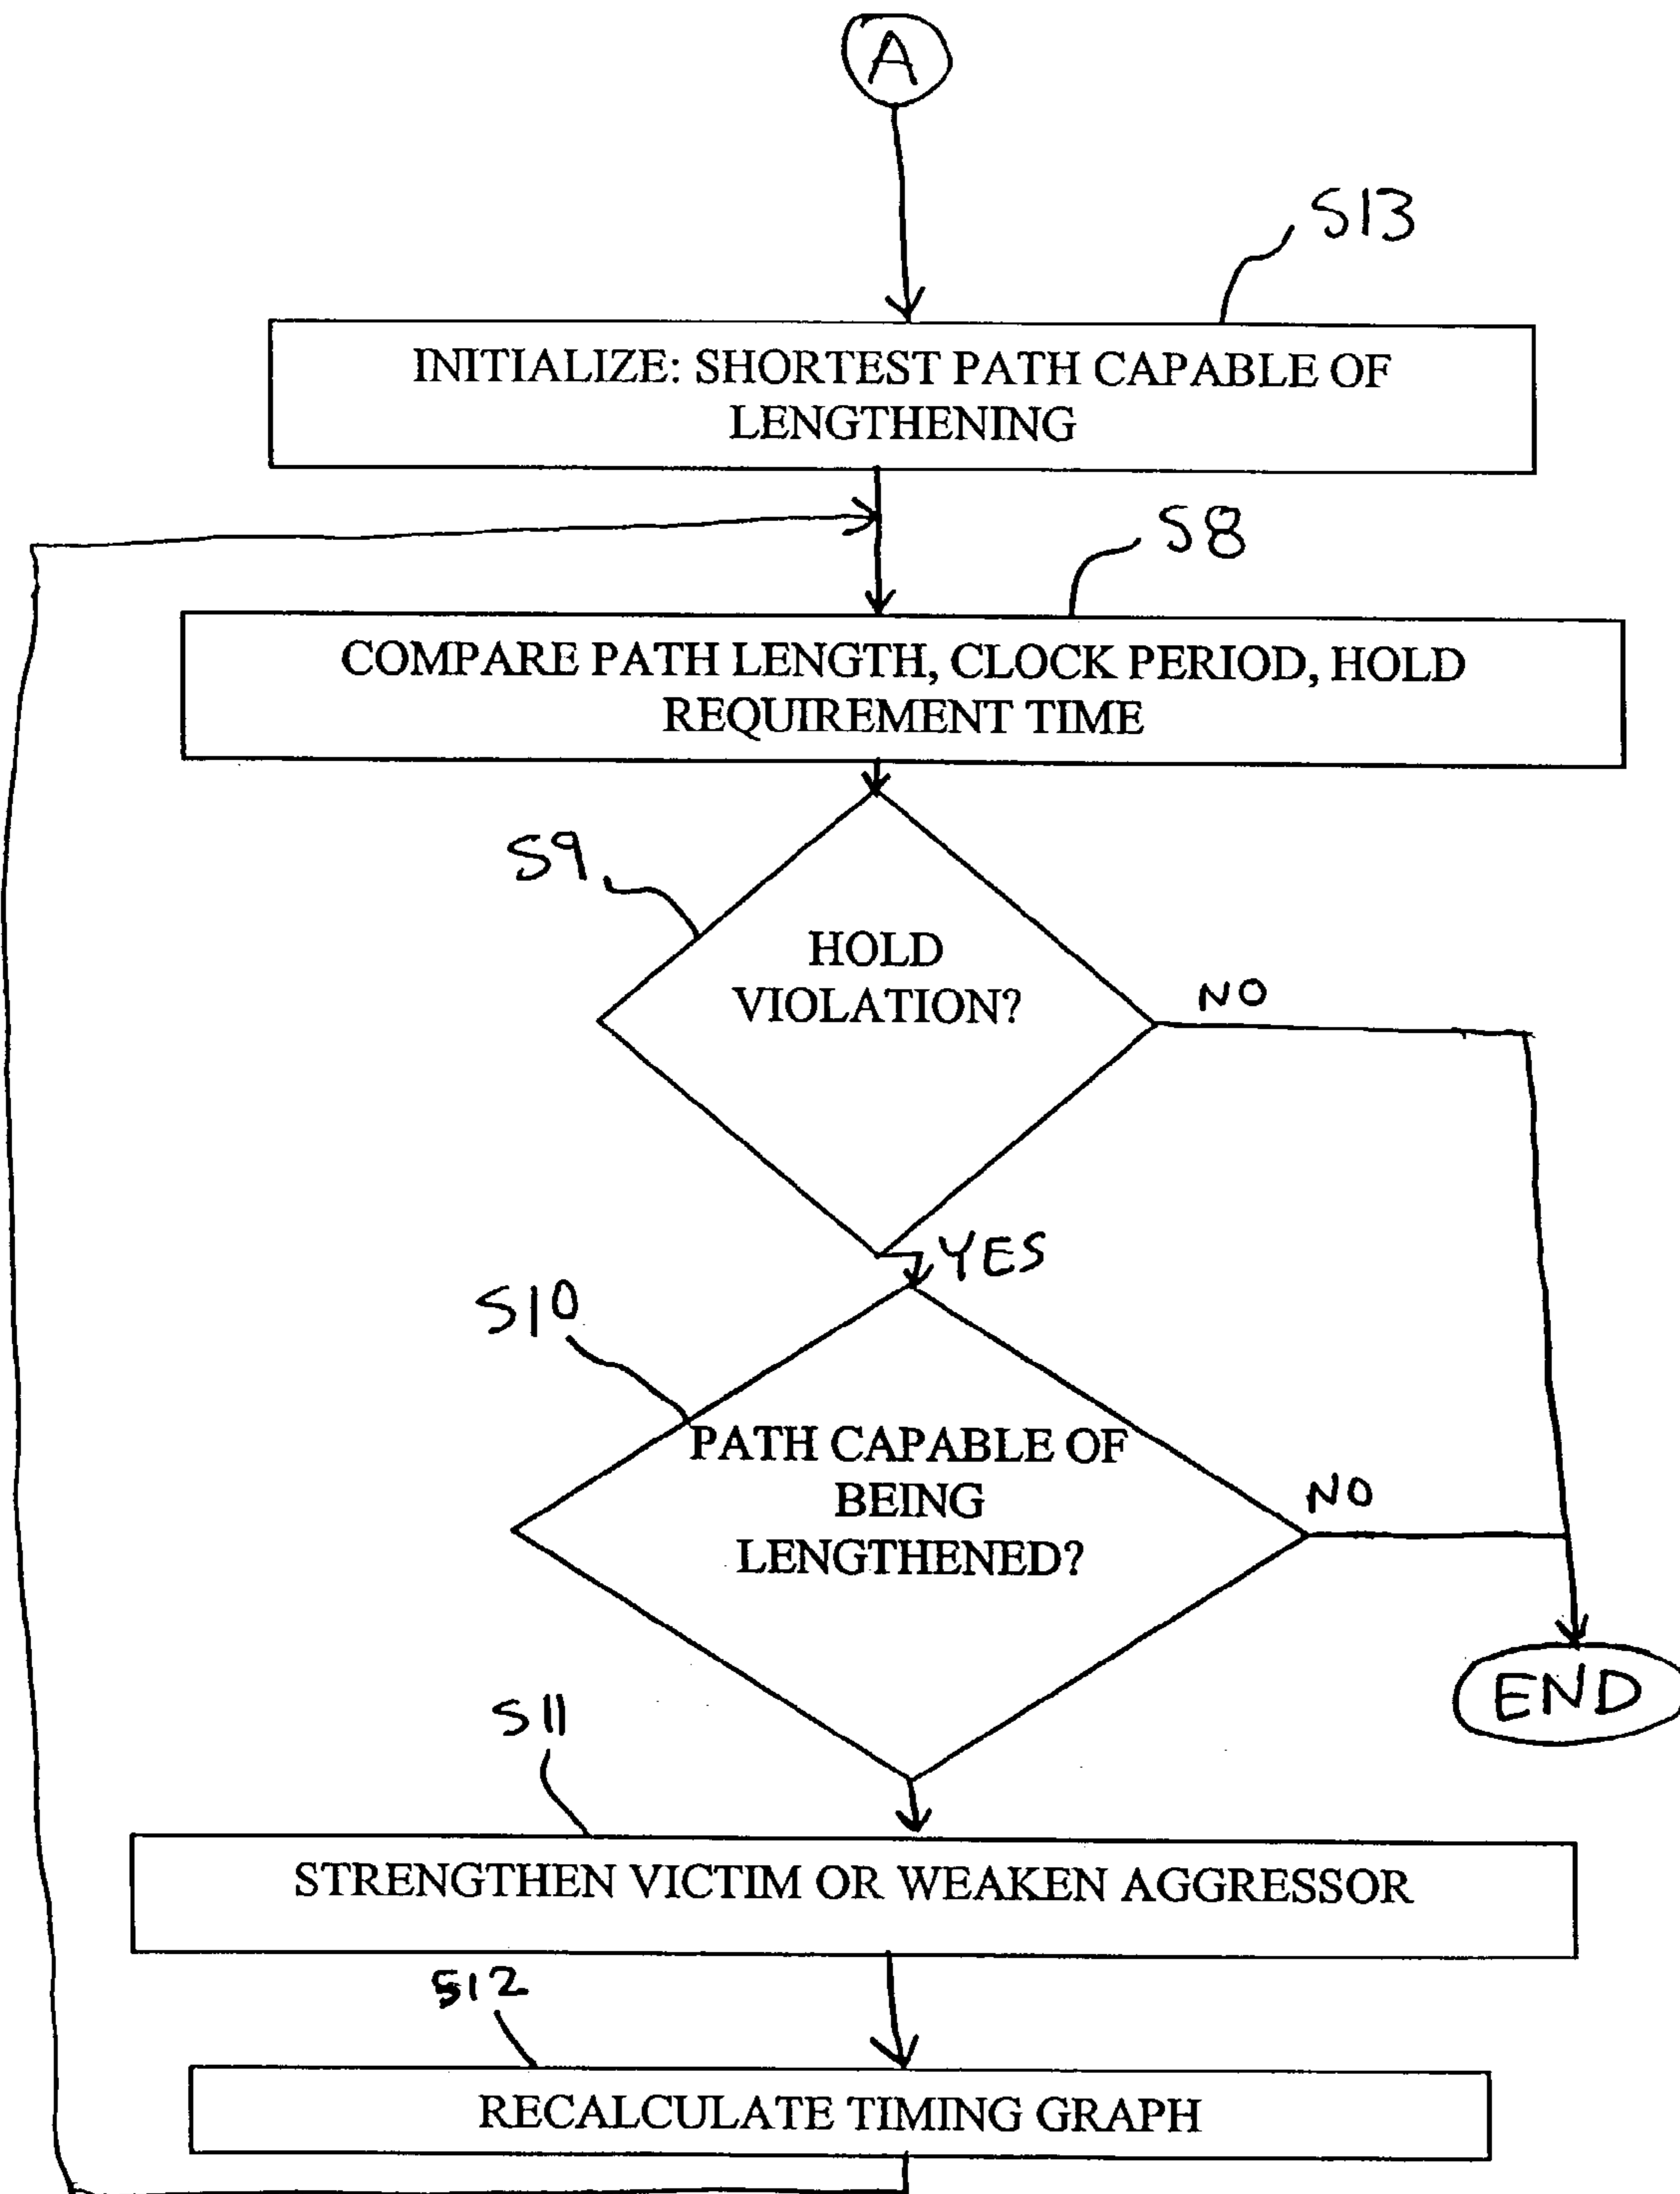 A
S13
INITIALIZE: SHORTEST PATH CAPABLE OF
LENGTHENING
S8
COMPARE PATH LENGTH, CLOCK PERIOD, HOLD
REQUIREMENT TIME
S9
HOLD
VIOLATION?
NO
YES
S10
PATH CAPABLE OF
BEING
LENGTHENED?
NO
END
S11
STRENGTHEN VICTIM OR WEAKEN AGGRESSOR
S12
RECALCULATE TIMING GRAPH